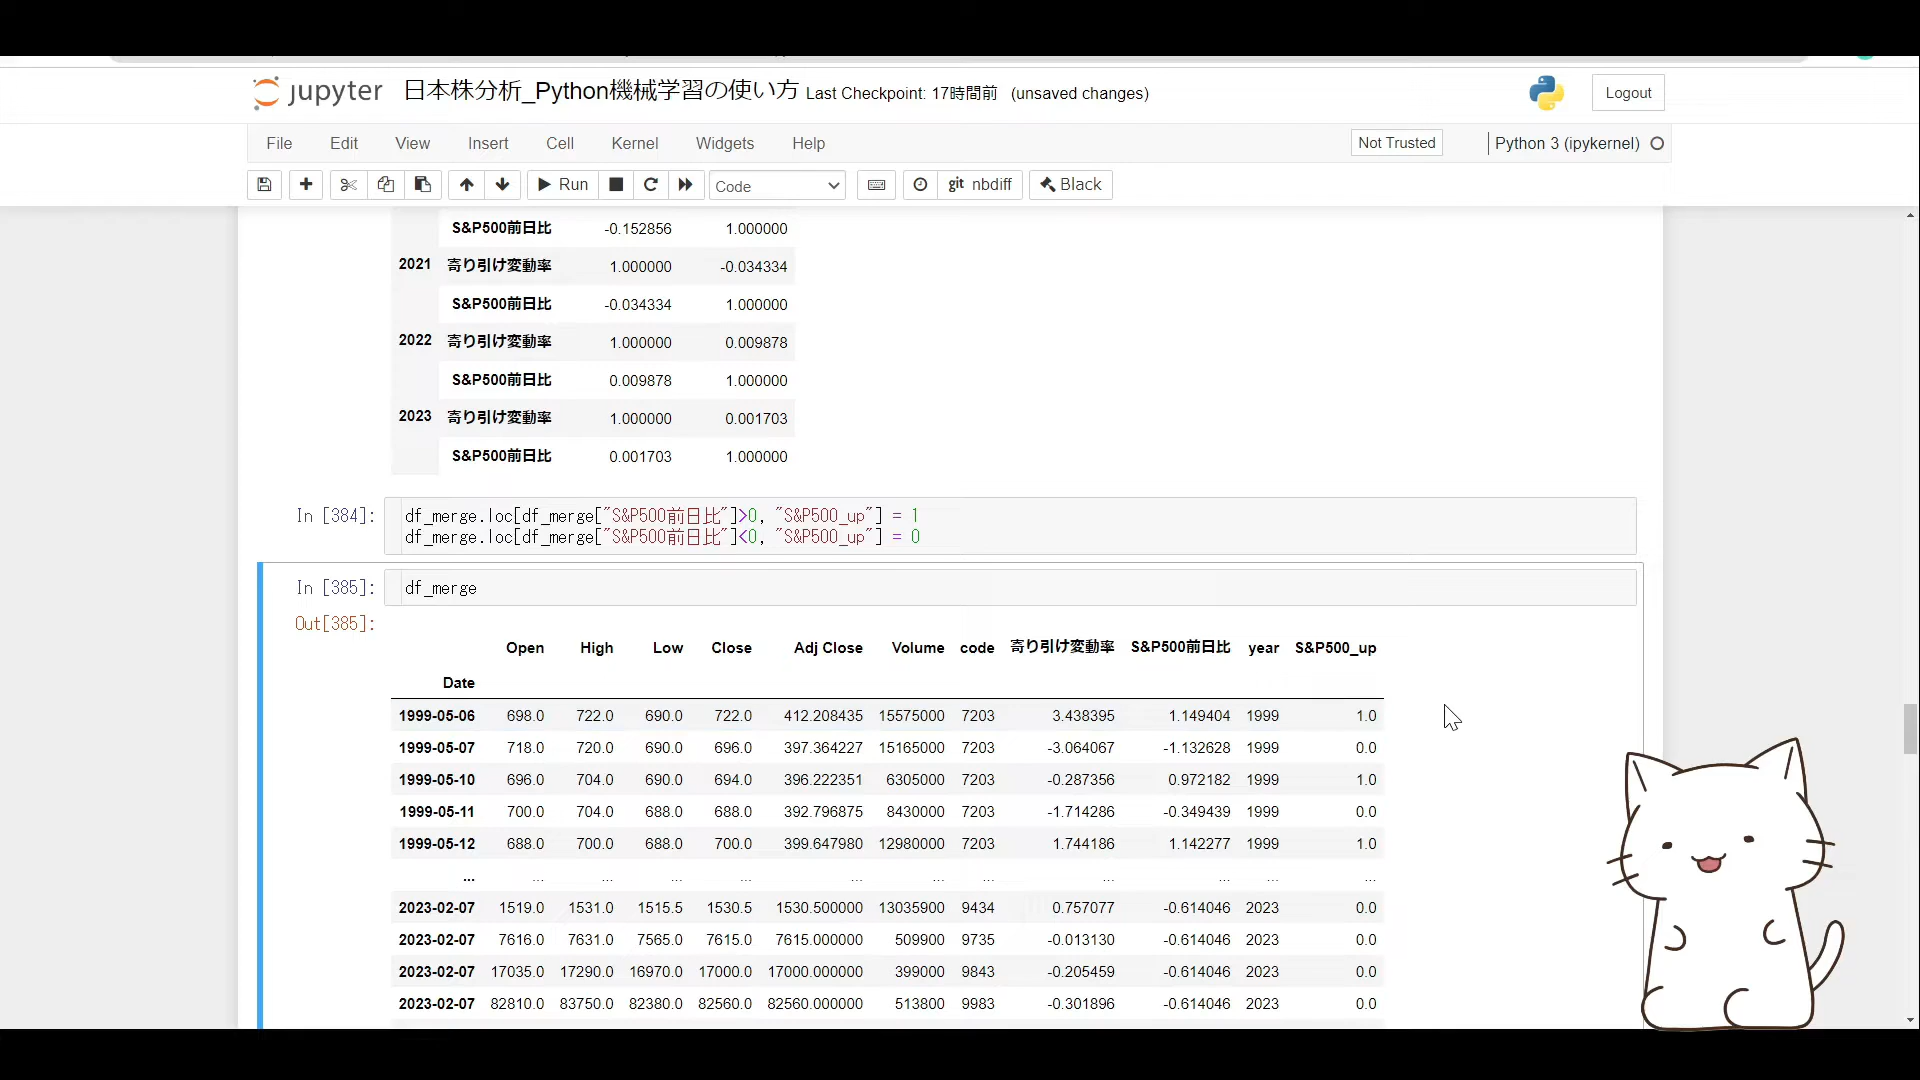 jupyter 日本株分析_Python機械学習の使い方 Last Checkpoint: 17時間前 (unsaved changes) Logout
File Edit View Insert Cell Kernel Widgets Help Not Trusted Python 3 (ipykernel)
Run Code git nbdiff Black
S&P500前日比 -0.152856 1.000000
2021 寄り引け変動率 1.000000 -0.034334
S&P500前日比 -0.034334 1.000000
2022 寄り引け変動率 1.000000 0.009878
S&P500前日比 0.009878 1.000000
2023 寄り引け変動率 1.000000 0.001703
S&P500前日比 0.001703 1.000000
In [384]: df_merge.loc[df_merge["S&P500前日比"]>0, "S&P500_up"] = 1
df_merge.loc[df_merge["S&P500前日比"]<0, "S&P500_up"] = 0
In [385]: df_merge
Out[385]:
Open High Low Close Adj Close Volume code 寄り引け変動率 S&P500前日比 year S&P500_up
Date
1999-05-06 698.0 722.0 690.0 722.0 412.208435 15575000 7203 3.438395 1.149404 1999 1.0
1999-05-07 718.0 720.0 690.0 696.0 397.364227 15165000 7203 -3.064067 -1.132628 1999 0.0
1999-05-10 696.0 704.0 690.0 694.0 396.222351 6305000 7203 -0.287356 0.972182 1999 1.0
1999-05-11 700.0 704.0 688.0 688.0 392.796875 8430000 7203 -1.714286 -0.349439 1999 0.0
1999-05-12 688.0 700.0 688.0 700.0 399.647980 12980000 7203 1.744186 1.142277 1999 1.0
... ... ... ... ... ... ... ... ... ... ... ...
2023-02-07 1519.0 1531.0 1515.5 1530.5 1530.500000 13035900 9434 0.757077 -0.614046 2023 0.0
2023-02-07 7616.0 7631.0 7565.0 7615.0 7615.000000 509900 9735 -0.013130 -0.614046 2023 0.0
2023-02-07 17035.0 17290.0 16970.0 17000.0 17000.000000 399000 9843 -0.205459 -0.614046 2023 0.0
2023-02-07 82810.0 83750.0 82380.0 82560.0 82560.000000 513800 9983 -0.301896 -0.614046 2023 0.0